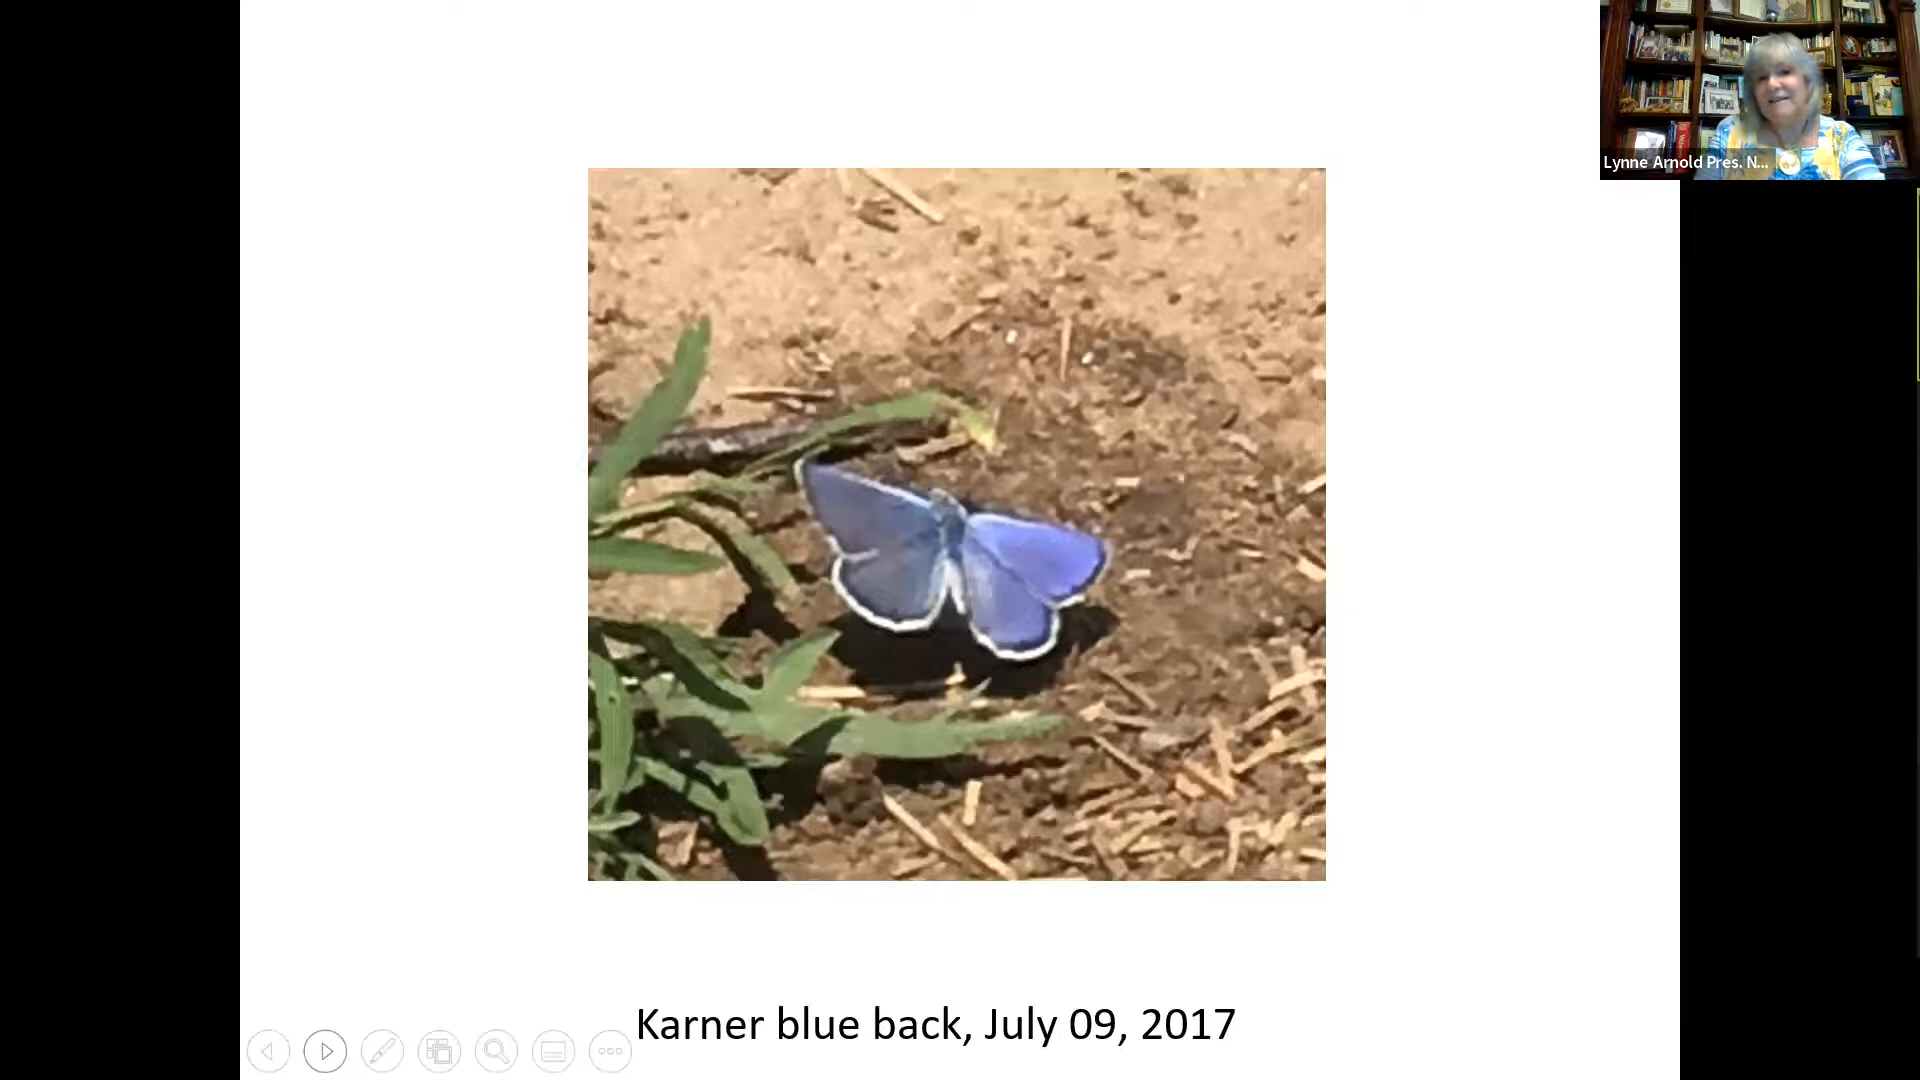 Lynne Arnold Pres. N...
Karner blue back, July 09, 2017